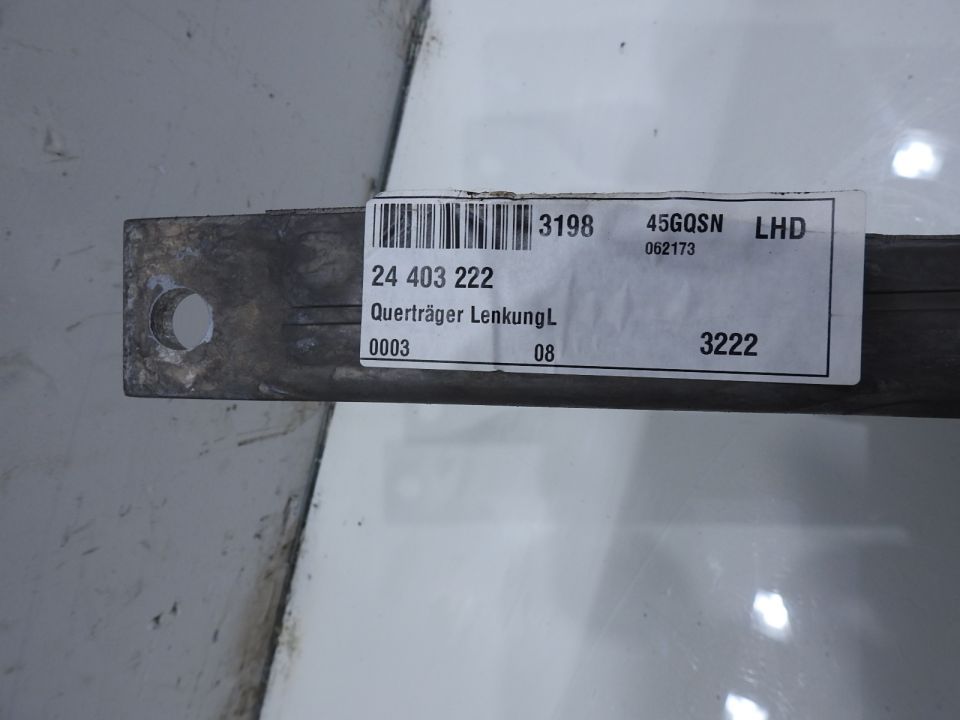 3198 45GQSN LHD
062173
24 403 222
Querträger LenkungL
0003 08 3222